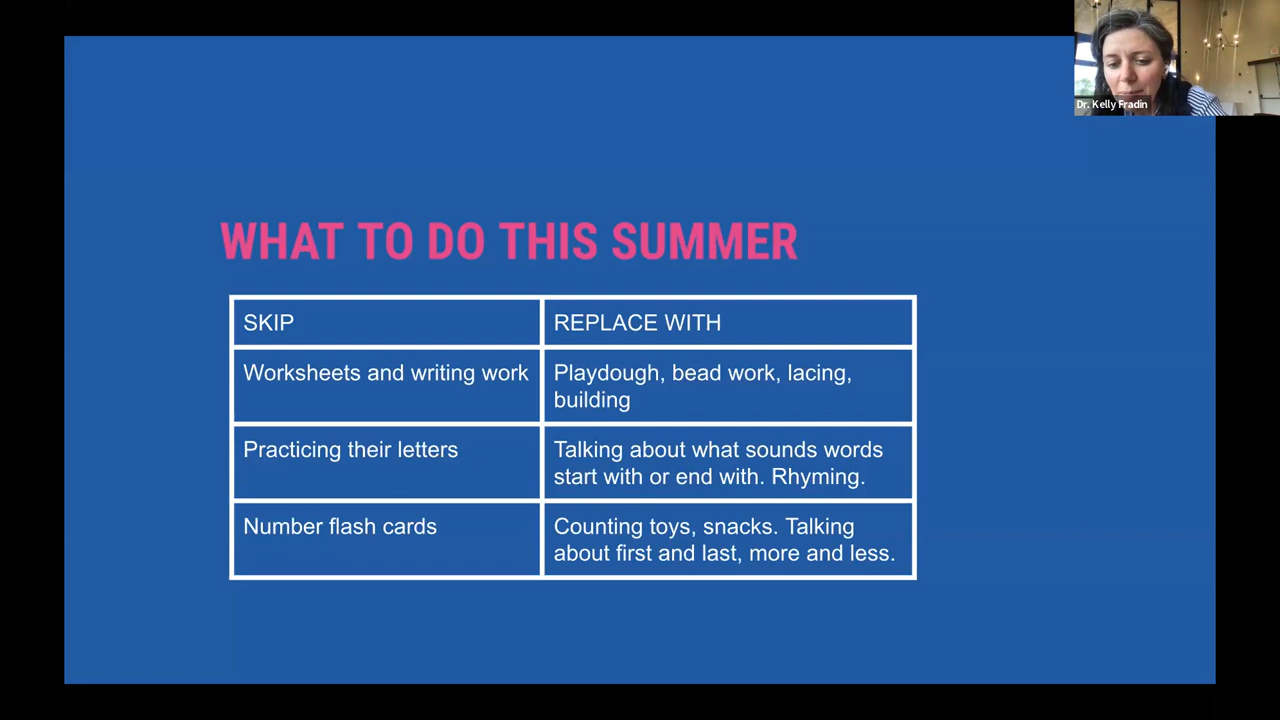 Dr. Kelly Fradin
WHAT TO DO THIS SUMMER
SKIP
REPLACE WITH
Worksheets and writing work
Playdough, bead work, lacing,
building
Practicing their letters
Talking about what sounds words
start with or end with. Rhyming.
Number flash cards
Counting toys, snacks. Talking
about first and last, more and less.